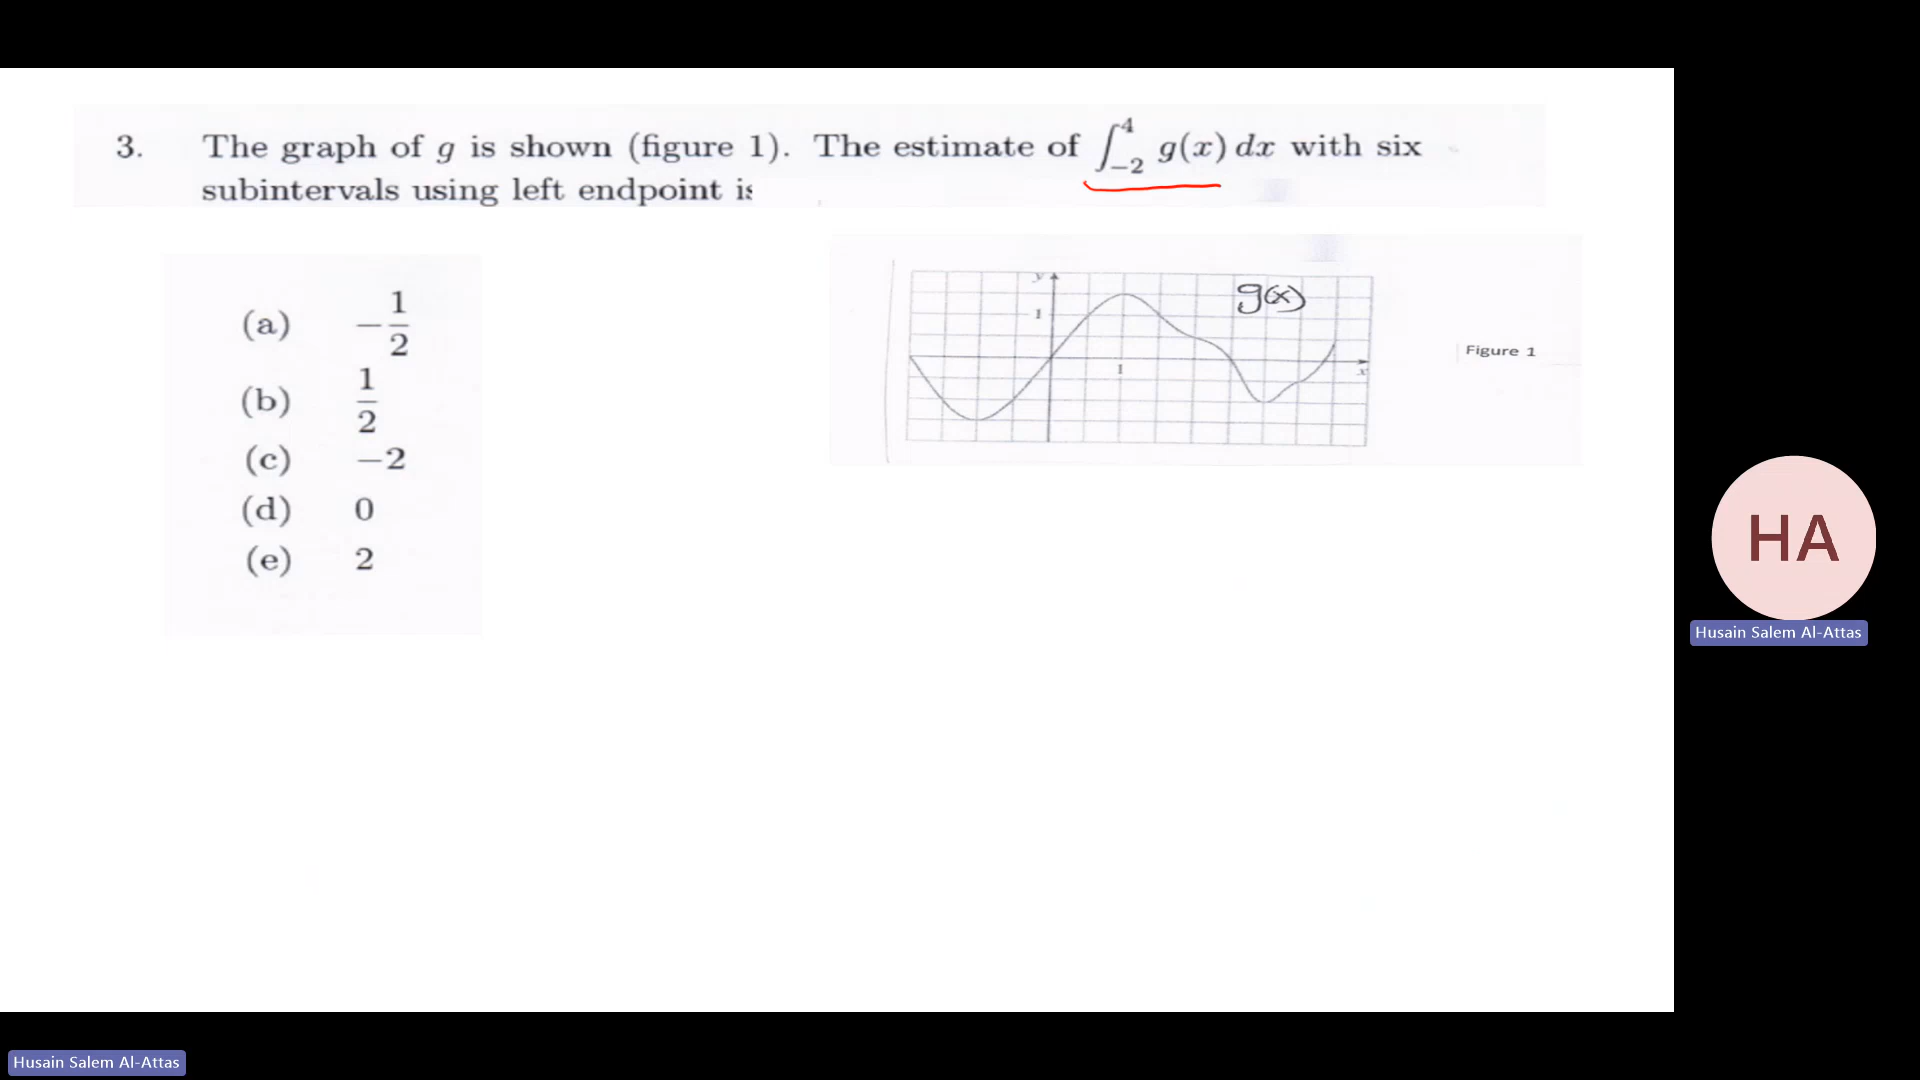 3. The graph of g is shown (figure 1). The estimate of ∫_{-2}^{4} g(x) dx with six
subintervals using left endpoint is
(a) -1/2
(b) 1/2
(c) -2
(d) 0
(e) 2
y
g(x)
1
1
x
Figure 1
HA
Husain Salem Al-Attas
Husain Salem Al-Attas